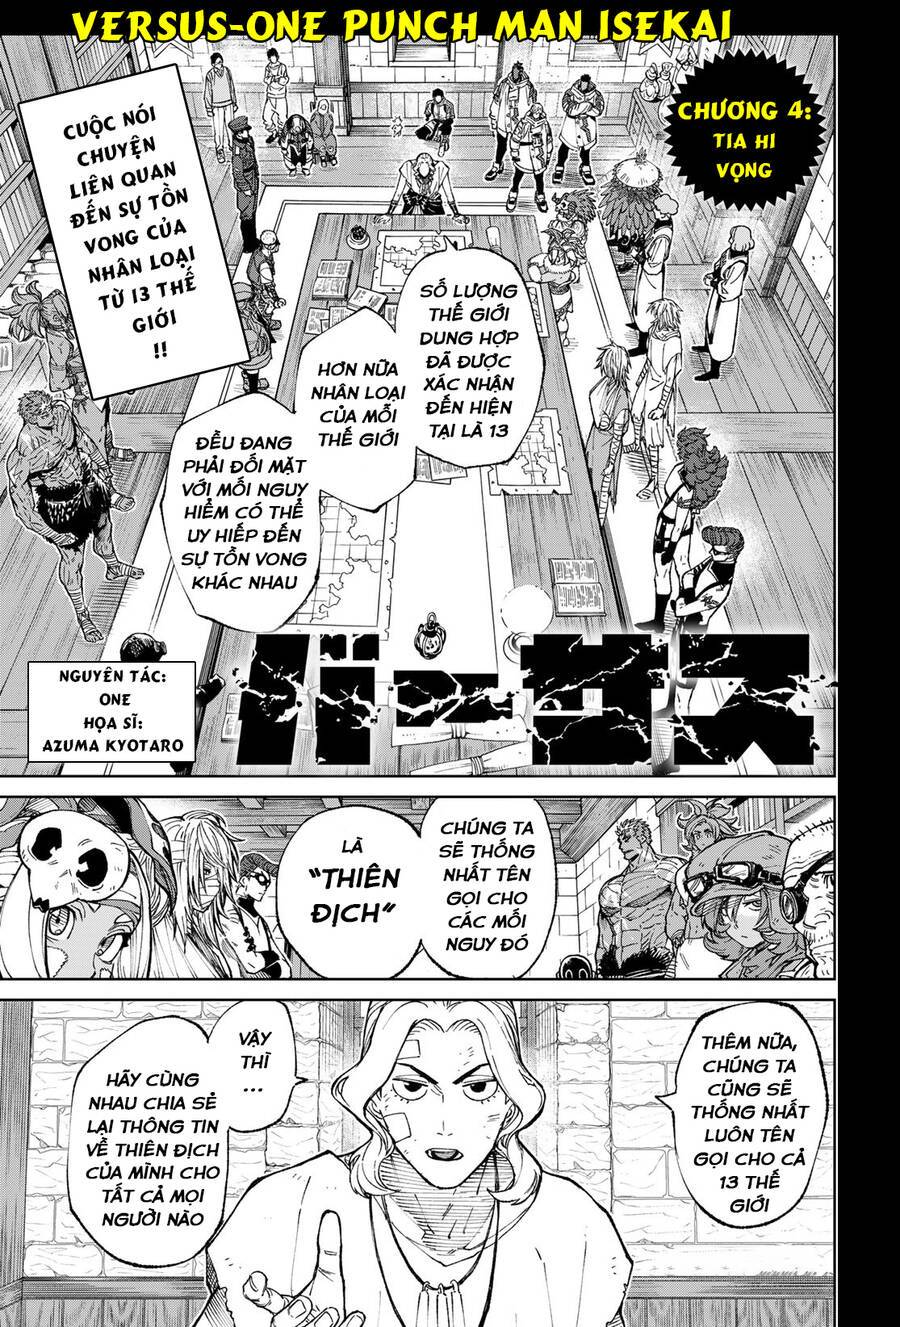 VERSUS-ONE PUNCH MAN ISEKAI
CHƯƠNG 4:
TIA HI
VỌNG
CUỘC NÓI
CHUYỆN
LIÊN QUAN
ĐẾN SỰ TỒN
VONG CỦA
NHÂN LOẠI
TỪ 13 THẾ
GIỚI
!!
SỐ LƯỢNG
THẾ GIỚI
DUNG HỢP
ĐÃ ĐƯỢC
XÁC NHẬN
ĐẾN HIỆN
TẠI LÀ 13
HƠN NỮA
NHÂN LOẠI
CỦA MỖI
THẾ GIỚI
ĐỀU ĐANG
PHẢI ĐỐI MẶT
VỚI MỐI NGUY
HIỂM CÓ THỂ
UY HIẾP ĐẾN
SỰ TỒN VONG
KHÁC NHAU
バーサス
NGUYÊN TÁC:
ONE
HỌA SĨ:
AZUMA KYOTARO
CHÚNG TA
SẼ THỐNG
NHẤT TÊN
GỌI CHO
CÁC MỐI
NGUY ĐÓ
LÀ
"THIÊN
ĐỊCH"
THÊM NỮA,
CHÚNG TA
CŨNG SẼ
THỐNG NHẤT
LUÔN TÊN
GỌI CHO CẢ
13 THẾ
GIỚI
VẬY
THÌ
...
HÃY CÙNG
NHAU CHIA SẺ
LẠI THÔNG TIN
VỀ THIÊN ĐỊCH
CỦA MÌNH CHO
TẤT CẢ MỌI
NGƯỜI NÀO